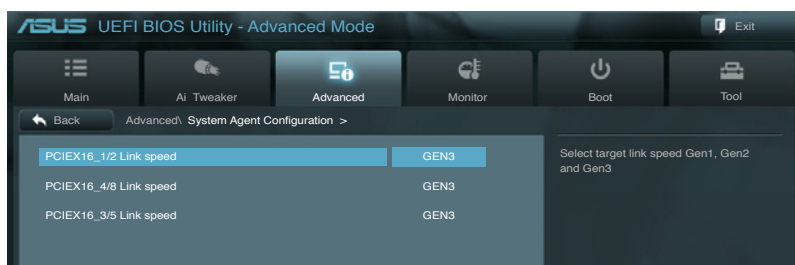 ASUS UEFI BIOS Utility - Advanced Mode
Exit
Main
Ai Tweaker
Advanced
Monitor
Boot
Tool
Back
Advanced\ System Agent Configuration >
PCIEX16_1/2 Link speed GEN3
PCIEX16_4/8 Link speed GEN3
PCIEX16_3/5 Link speed GEN3
Select target link speed Gen1, Gen2
and Gen3